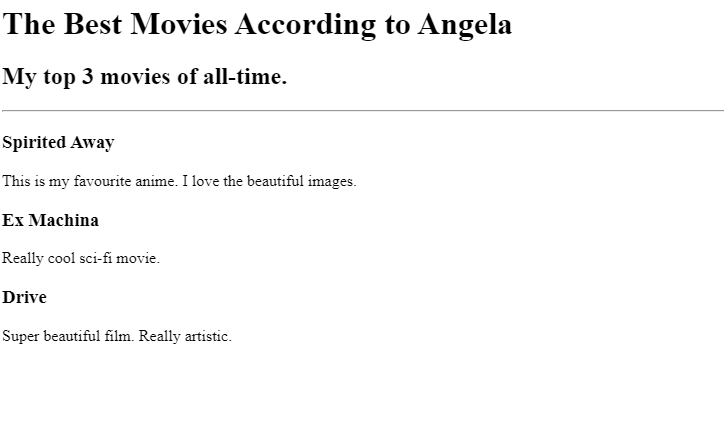 The Best Movies According to Angela
My top 3 movies of all-time.
Spirited Away
This is my favourite anime. I love the beautiful images.
Ex Machina
Really cool sci-fi movie.
Drive
Super beautiful film. Really artistic.